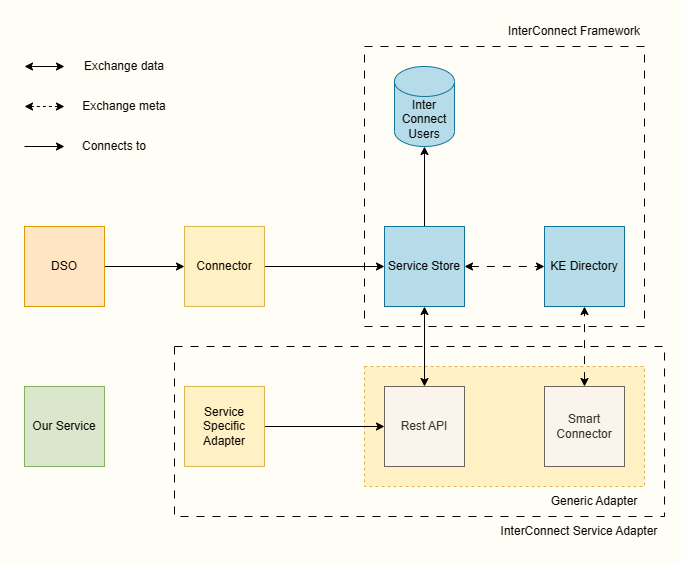 InterConnect Framework
Exchange data
Exchange meta
Connects to
Inter
Connect
Users
DSO
Connector
Service Store
KE Directory
Our Service
Service
Specific
Adapter
Rest API
Smart
Connector
Generic Adapter
InterConnect Service Adapter